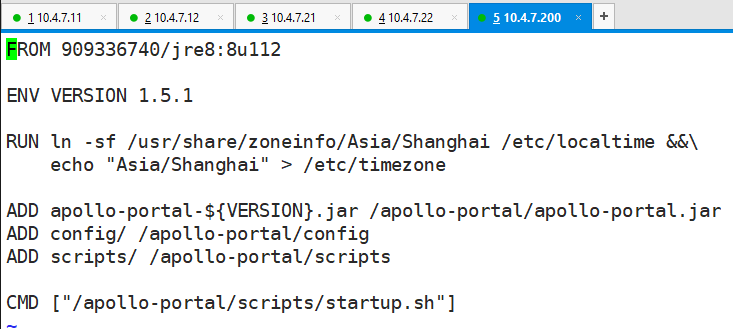 1 10.4.7.11 × 2 10.4.7.12 × 3 10.4.7.21 × 4 10.4.7.22 × 5 10.4.7.200 × +
FROM 909336740/jre8:8u112
ENV VERSION 1.5.1
RUN ln -sf /usr/share/zoneinfo/Asia/Shanghai /etc/localtime &&\
    echo "Asia/Shanghai" > /etc/timezone
ADD apollo-portal-${VERSION}.jar /apollo-portal/apollo-portal.jar
ADD config/ /apollo-portal/config
ADD scripts/ /apollo-portal/scripts
CMD ["/apollo-portal/scripts/startup.sh"]
~